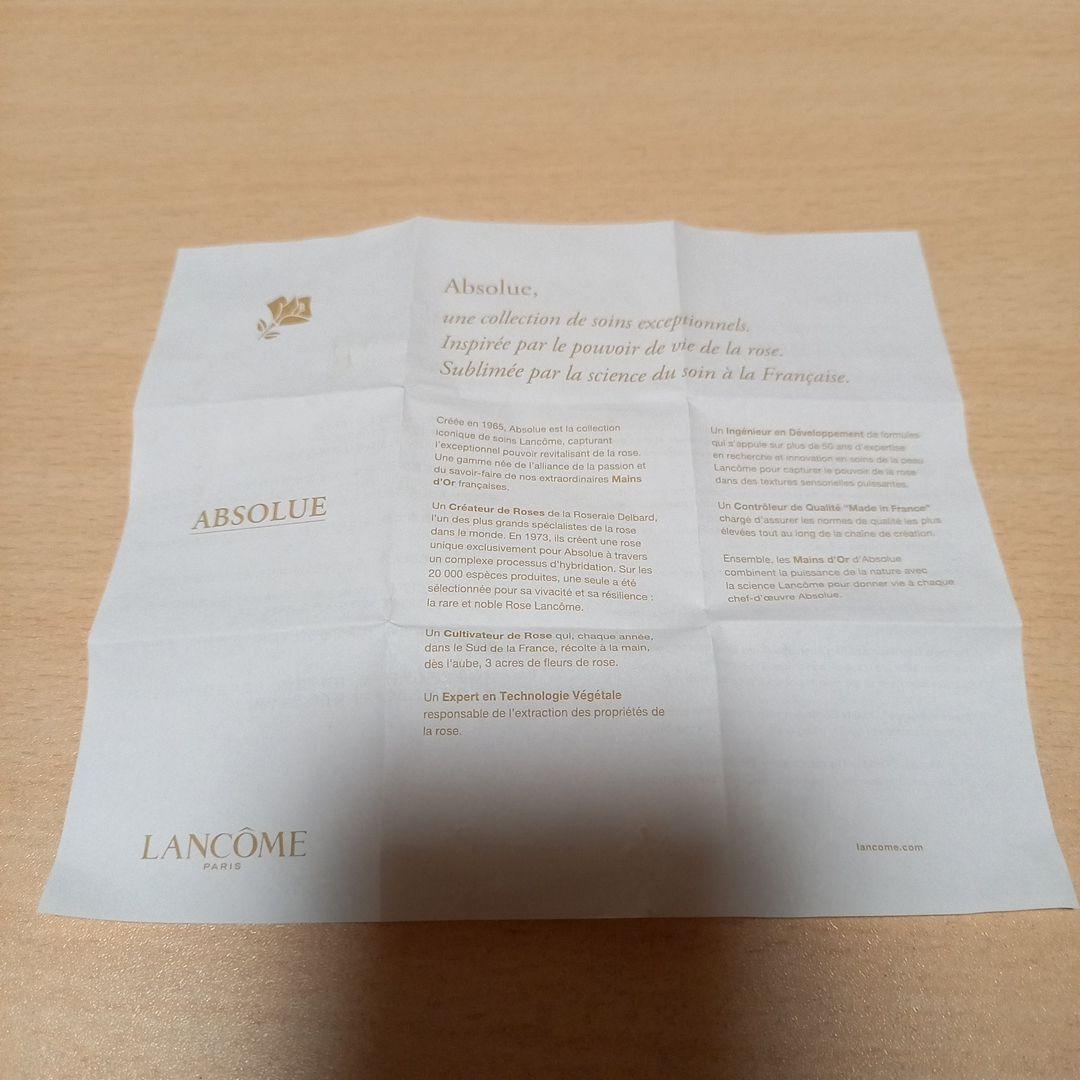 Absolue,
une collection de soins exceptionnels.
Inspirée par le pouvoir de vie de la rose.
Sublimée par la science du soin à la Française.
ABSOLUE
Créée en 1965, Absolue est la collection
iconique de soins Lancôme, capturant
l'exceptionnel pouvoir revitalisant de la rose.
Une gamme née de l'alliance de la passion et
du savoir-faire de nos extraordinaires Mains
d'Or françaises.
Un Créateur de Roses de la Roseraie Delbard,
l'un des plus grands spécialistes de la rose
dans le monde. En 1973, ils créent une rose
unique exclusivement pour Absolue à travers
un complexe processus d'hybridation. Sur les
20 000 espèces produites, une seule a été
sélectionnée pour sa vivacité et sa résilience :
la rare et noble Rose Lancôme.
Un Cultivateur de Rose qui, chaque année,
dans le Sud de la France, récolte à la main,
dès l'aube, 3 acres de fleurs de rose.
Un Expert en Technologie Végétale
responsable de l'extraction des propriétés de
la rose.
Un Ingénieur en Développement de formules
qui s'appuie sur plus de 50 ans d'expertise
en recherche et innovation en soins de la peau
Lancôme pour capturer le pouvoir de la rose
dans des textures sensorielles puissantes.
Un Contrôleur de Qualité "Made in France"
chargé d'assurer les normes de qualité les plus
élevées tout au long de la chaîne de création.
Ensemble, les Mains d'Or d'Absolue
combinent la puissance de la nature avec
la science Lancôme pour donner vie à chaque
chef-d'œuvre Absolue.
LANCÔME
PARIS
lancome.com